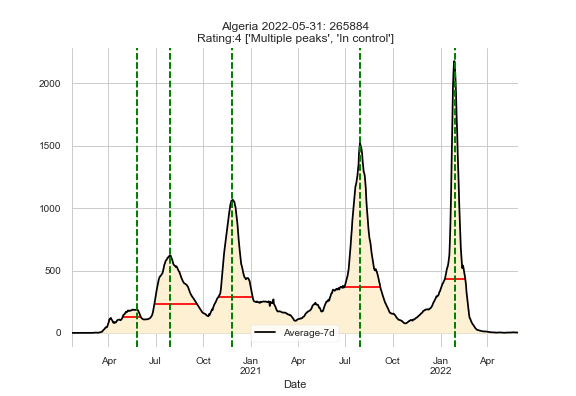 Algeria 2022-05-31: 265884
Rating:4 ['Multiple peaks', 'In control']
2000
1500
1000
500
0
Average-7d
Apr Jul Oct Jan Apr Jul Oct Jan Apr
2021 2022
Date